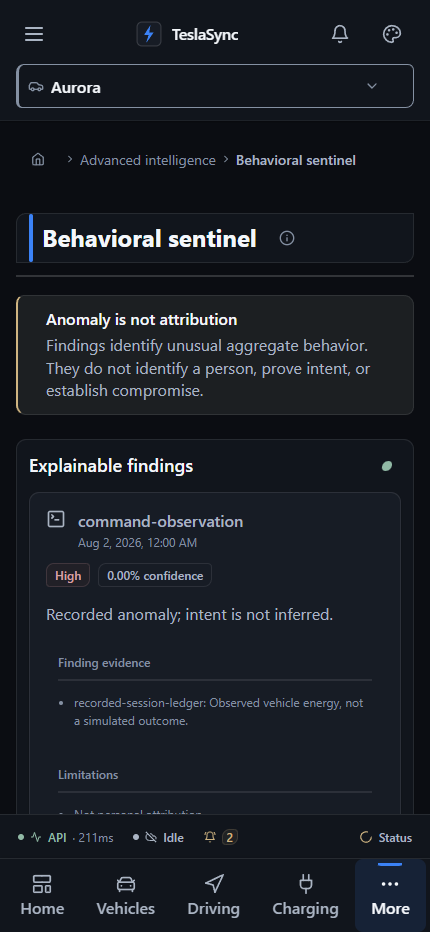 TeslaSync
Aurora
Advanced intelligence
Behavioral sentinel
Behavioral sentinel
Anomaly is not attribution
Findings identify unusual aggregate behavior.
They do not identify a person, prove intent, or
establish compromise.
Explainable findings
command-observation
Aug 2, 2026, 12:00 AM
High
0.00% confidence
Recorded anomaly; intent is not inferred.
Finding evidence
• recorded-session-ledger: Observed vehicle energy, not
a simulated outcome.
Limitations
• Not personal attribution
API · 211ms
Idle
2
Status
Home
Vehicles
Driving
Charging
More